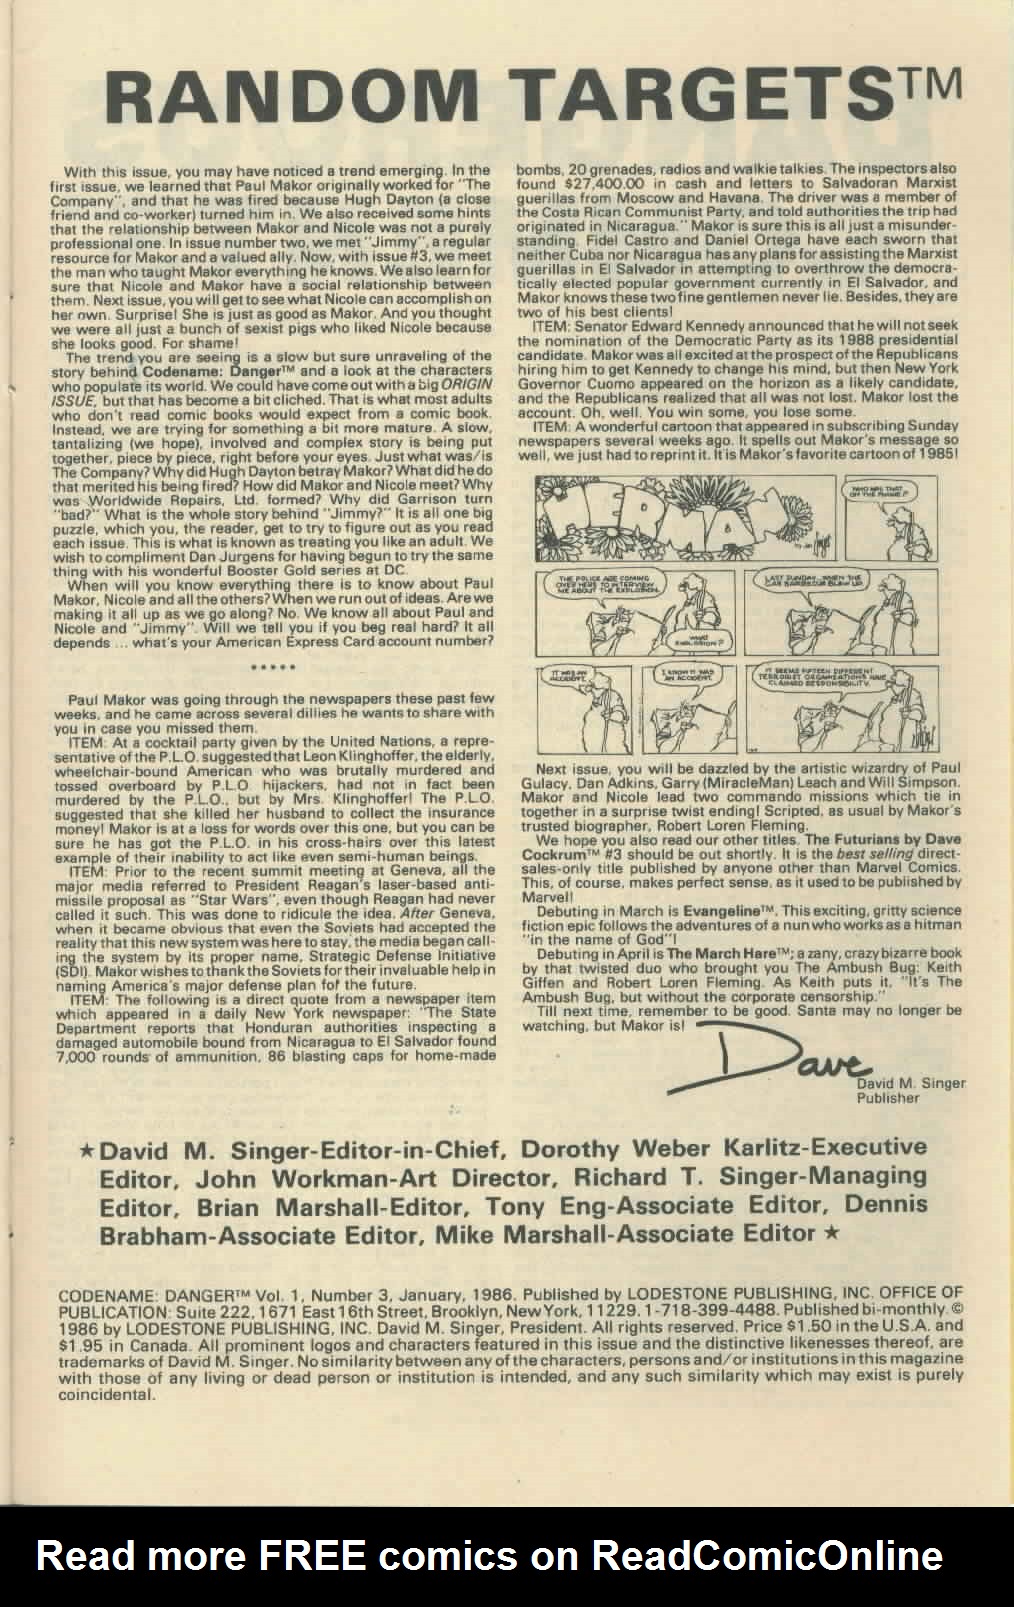 RANDOM TARGETS™
With this issue, you may have noticed a trend emerging. In the
first issue, we learned that Paul Makor originally worked for "The
Company", and that he was fired because Hugh Dayton (a close
friend and co-worker) turned him in. We also received some hints
that the relationship between Makor and Nicole was not a purely
professional one. In issue number two, we met "Jimmy", a regular
resource for Makor and a valued ally. Now, with issue #3, we meet
the man who taught Makor everything he knows. We also learn for
sure that Nicole and Makor have a social relationship between
them. Next issue, you will get to see what Nicole can accomplish on
her own. Surprise! She is just as good as Makor. And you thought
we were all just a bunch of sexist pigs who liked Nicole because
she looks good. For shame!
The trend you are seeing is a slow but sure unraveling of the
story behind Codename: Danger™ and a look at the characters
who populate its world. We could have come out with a big ORIGIN
ISSUE, but that has become a bit cliched. That is what most adults
who don't read comic books would expect from a comic book.
Instead, we are trying for something a bit more mature. A slow,
tantalizing (we hope), involved and complex story is being put
together, piece by piece, right before your eyes. Just what was/is
The Company? Why did Hugh Dayton betray Makor? What did he do
that merited his being fired? How did Makor and Nicole meet? Why
was Worldwide Repairs, Ltd. formed? Why did Garrison turn
"bad?" What is the whole story behind "Jimmy?" It is all one big
puzzle, which you, the reader, get to try to figure out as you read
each issue. This is what is known as treating you like an adult. We
wish to compliment Dan Jurgens for having begun to try the same
thing with his wonderful Booster Gold series at DC.
When will you know everything there is to know about Paul
Makor, Nicole and all the others? When we run out of ideas. Are we
making it all up as we go along? No. We know all about Paul and
Nicole and "Jimmy". Will we tell you if you beg real hard? It all
depends ... what's your American Express Card account number?
*****
Paul Makor was going through the newspapers these past few
weeks, and he came across several dillies he wants to share with
you in case you missed them.
ITEM: At a cocktail party given by the United Nations, a repre-
sentative of the P.L.O. suggested that Leon Klinghoffer, the elderly,
wheelchair-bound American who was brutally murdered and
tossed overboard by P.L.O hijackers, had not in fact been
murdered by the P.L.O., but by Mrs. Klinghoffer! The P.L.O.
suggested that she killed her husband to collect the insurance
money! Makor is at a loss for words over this one, but you can be
sure he has got the P.L.O. in his cross-hairs over this latest
example of their inability to act like even semi-human beings.
ITEM: Prior to the recent summit meeting at Geneva, all the
major media referred to President Reagan's laser-based anti-
missile proposal as "Star Wars", even though Reagan had never
called it such. This was done to ridicule the idea. After Geneva,
when it became obvious that even the Soviets had accepted the
reality that this new system was here to stay, the media began call-
ing the system by its proper name, Strategic Defense Initiative
(SDI). Makor wishes to thank the Soviets for their invaluable help in
naming America's major defense plan for the future.
ITEM: The following is a direct quote from a newspaper item
which appeared in a daily New York newspaper: "The State
Department reports that Honduran authorities inspecting a
damaged automobile bound from Nicaragua to El Salvador found
7,000 rounds of ammunition, 86 blasting caps for home-made
bombs, 20 grenades, radios and walkie talkies. The inspectors also
found $27,400.00 in cash and letters to Salvadoran Marxist
guerillas from Moscow and Havana. The driver was a member of
the Costa Rican Communist Party, and told authorities the trip had
originated in Nicaragua." Makor is sure this is all just a misunder-
standing. Fidel Castro and Daniel Ortega have each sworn that
neither Cuba nor Nicaragua has any plans for assisting the Marxist
guerillas in El Salvador in attempting to overthrow the democra-
tically elected popular government currently in El Salvador, and
Makor knows these two fine gentlemen never lie. Besides, they are
two of his best clients!
ITEM: Senator Edward Kennedy announced that he will not seek
the nomination of the Democratic Party as its 1988 presidential
candidate. Makor was all excited at the prospect of the Republicans
hiring him to get Kennedy to change his mind, but then New York
Governor Cuomo appeared on the horizon as a likely candidate,
and the Republicans realized that all was not lost. Makor lost the
account. Oh, well. You win some, you lose some.
ITEM: A wonderful cartoon that appeared in subscribing Sunday
newspapers several weeks ago. It spells out Makor's message so
well, we just had to reprint it. It is Makor's favorite cartoon of 1985!
HERMAN
by Jim Unger
WHO WAS THAT
ON THE PHONE?
THE POLICE ARE COMING
OVER HERE TO INTERVIEW
ME ABOUT THE EXPLOSION.
WHAT
EXPLOSION?
LAST SUNDAY...WHEN THE
GAS BARBECUE BLEW UP.
IT WAS AN
ACCIDENT.
I KNOW IT WAS
AN ACCIDENT.
IT SEEMS FIFTEEN DIFFERENT
TERRORIST ORGANIZATIONS HAVE
CLAIMED RESPONSIBILITY.
Next issue, you will be dazzled by the artistic wizardry of Paul
Gulacy, Dan Adkins, Garry (MiracleMan) Leach and Will Simpson.
Makor and Nicole lead two commando missions which tie in
together in a surprise twist ending! Scripted, as usual by Makor's
trusted biographer, Robert Loren Fleming.
We hope you also read our other titles. The Futurians by Dave
Cockrum™ #3 should be out shortly. It is the best selling direct-
sales-only title published by anyone other than Marvel Comics.
This, of course, makes perfect sense, as it used to be published by
Marvel!
Debuting in March is Evangeline™. This exciting, gritty science
fiction epic follows the adventures of a nun who works as a hitman
"in the name of God"!
Debuting in April is The March Hare™; a zany, crazy bizarre book
by that twisted duo who brought you The Ambush Bug: Keith
Giffen and Robert Loren Fleming. As Keith puts it, "It's The
Ambush Bug, but without the corporate censorship."
Till next time, remember to be good. Santa may no longer be
watching, but Makor is!
Dave
David M. Singer
Publisher
★David M. Singer-Editor-in-Chief, Dorothy Weber Karlitz-Executive
Editor, John Workman-Art Director, Richard T. Singer-Managing
Editor, Brian Marshall-Editor, Tony Eng-Associate Editor, Dennis
Brabham-Associate Editor, Mike Marshall-Associate Editor ★
CODENAME: DANGER™ Vol. 1, Number 3, January, 1986. Published by LODESTONE PUBLISHING, INC. OFFICE OF
PUBLICATION: Suite 222, 1671 East 16th Street, Brooklyn, New York, 11229. 1-718-399-4488. Published bi-monthly. ©
1986 by LODESTONE PUBLISHING, INC. David M. Singer, President. All rights reserved. Price $1.50 in the U.S.A. and
$1.95 in Canada. All prominent logos and characters featured in this issue and the distinctive likenesses thereof, are
trademarks of David M. Singer. No similarity between any of the characters, persons and/or institutions in this magazine
with those of any living or dead person or institution is intended, and any such similarity which may exist is purely
coincidental.
Read more FREE comics on ReadComicOnline